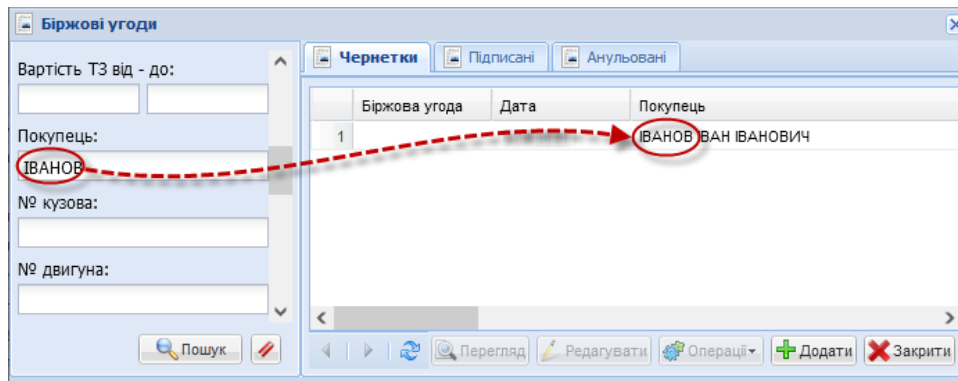 Біржові угоди
Вартість ТЗ від - до:
Покупець:
ІВАНОВ
№ кузова:
№ двигуна:
Пошук
Чернетки Підписані Анульовані
Біржова угода Дата Покупець
1 ІВАНОВ ІВАН ІВАНОВИЧ
Перегляд Редагувати Операції Додати Закрити